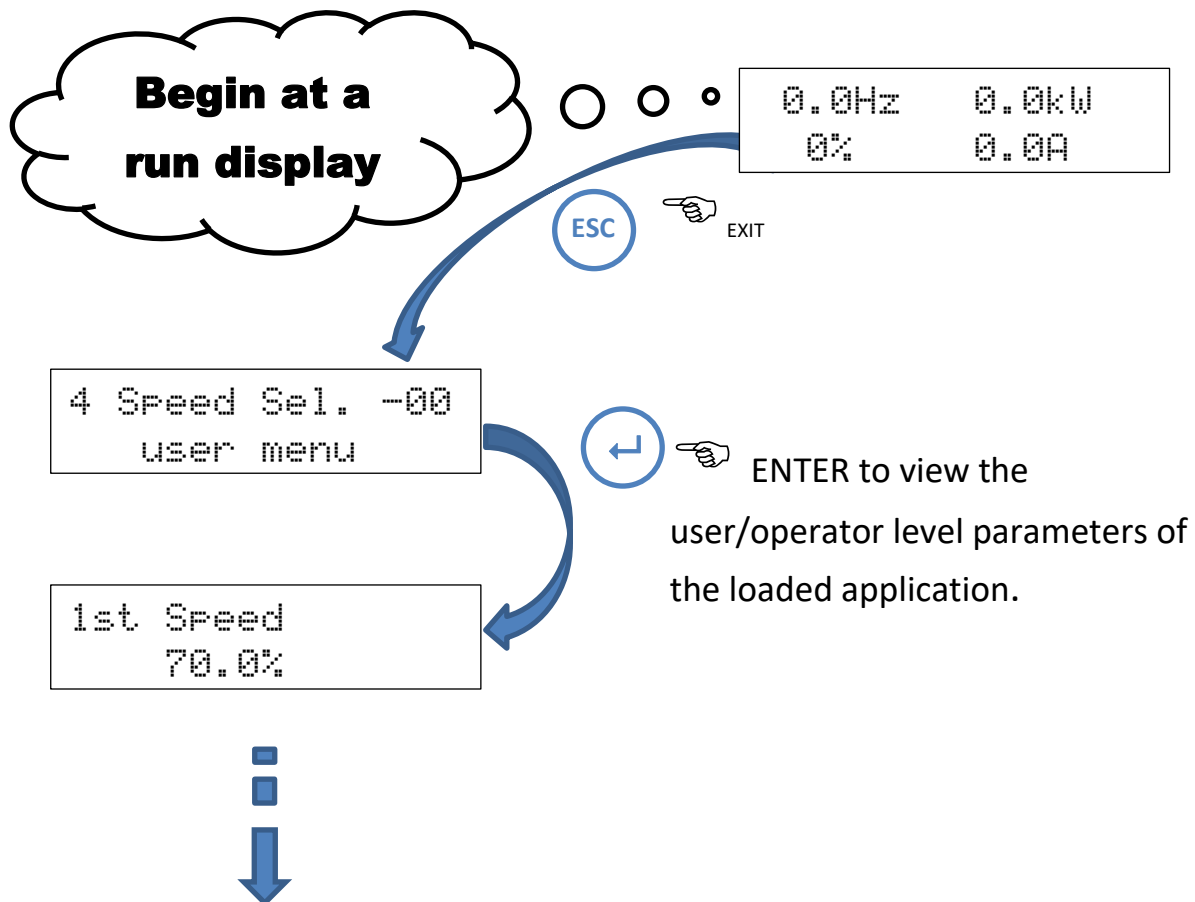 Begin at a
run display
0.0Hz 0.0kW
0% 0.0A
ESC
EXIT
4 Speed Sel. -00
user menu
ENTER to view the
user/operator level parameters of
the loaded application.
1st Speed
70.0%